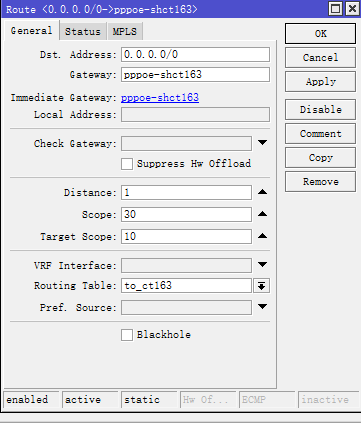 Route <0.0.0.0/0->pppoe-shct163>
General Status MPLS
Dst. Address: 0.0.0.0/0
Gateway: pppoe-shct163
Immediate Gateway: pppoe-shct163
Local Address:
Check Gateway:
Suppress Hw Offload
Distance: 1
Scope: 30
Target Scope: 10
VRF Interface:
Routing Table: to_ct163
Pref. Source:
Blackhole
OK
Cancel
Apply
Disable
Comment
Copy
Remove
enabled active static Hw Of... ECMP inactive